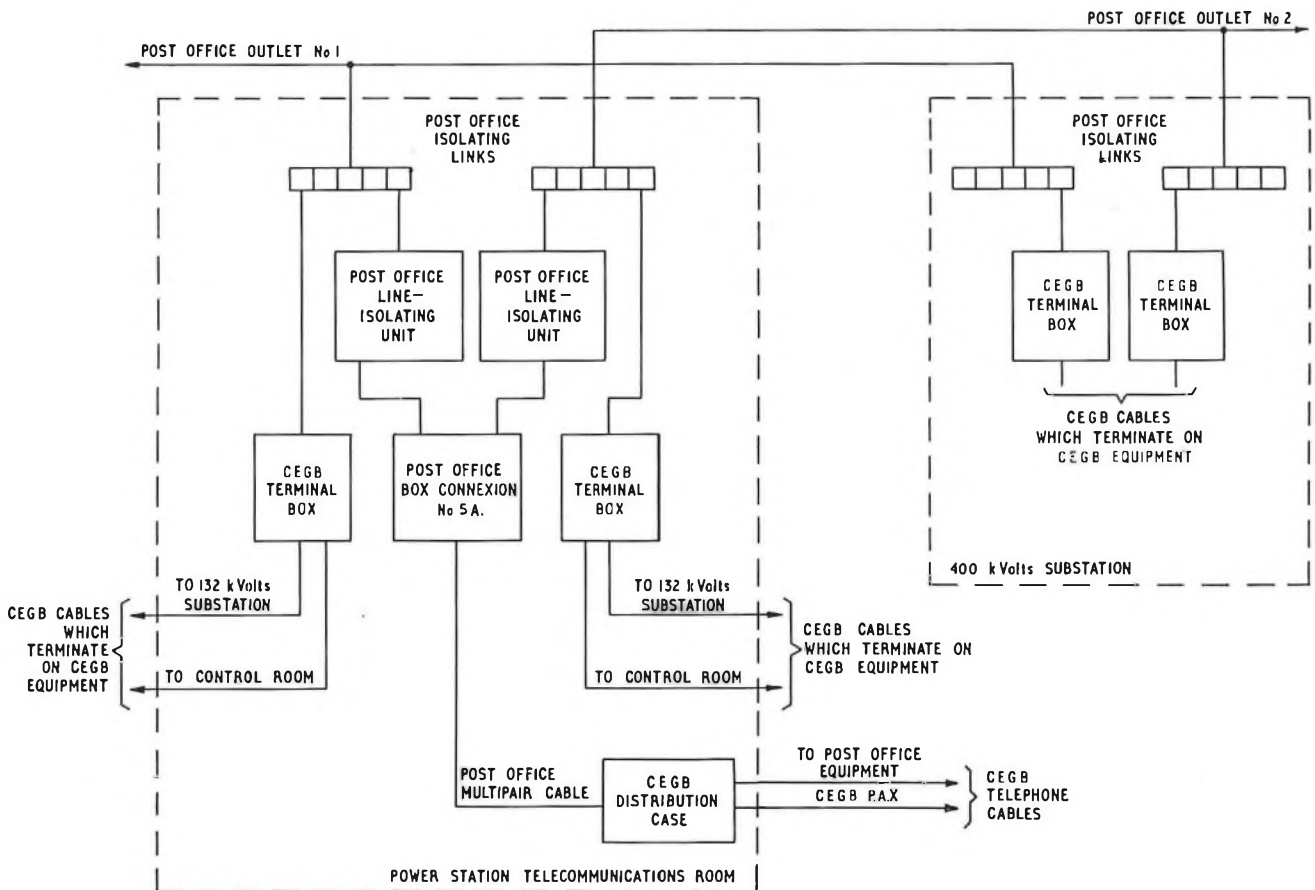 POST OFFICE OUTLET No 2
POST OFFICE OUTLET No 1
POST OFFICE
ISOLATING
LINKS
POST OFFICE
ISOLATING
LINKS
POST OFFICE
LINE-
ISOLATING
UNIT
POST OFFICE
LINE-
ISOLATING
UNIT
CEGB
TERMINAL
BOX
CEGB
TERMINAL
BOX
CEGB CABLES
WHICH TERMINATE ON
CEGB EQUIPMENT
CEGB
TERMINAL
BOX
POST OFFICE
BOX CONNEXION
No 5A.
CEGB
TERMINAL
BOX
400 kVolts SUBSTATION
TO 132 kVolts
SUBSTATION
TO 132 kVolts
SUBSTATION
CEGB CABLES
WHICH
TERMINATE
ON CEGB
EQUIPMENT
CEGB CABLES
WHICH TERMINATE ON
CEGB EQUIPMENT
TO CONTROL ROOM
TO CONTROL ROOM
POST OFFICE
MULTIPAIR CABLE
CEGB
DISTRIBUTION
CASE
TO POST OFFICE
EQUIPMENT
CEGB P.A.X
CEGB
TELEPHONE
CABLES
POWER STATION TELECOMMUNICATIONS ROOM